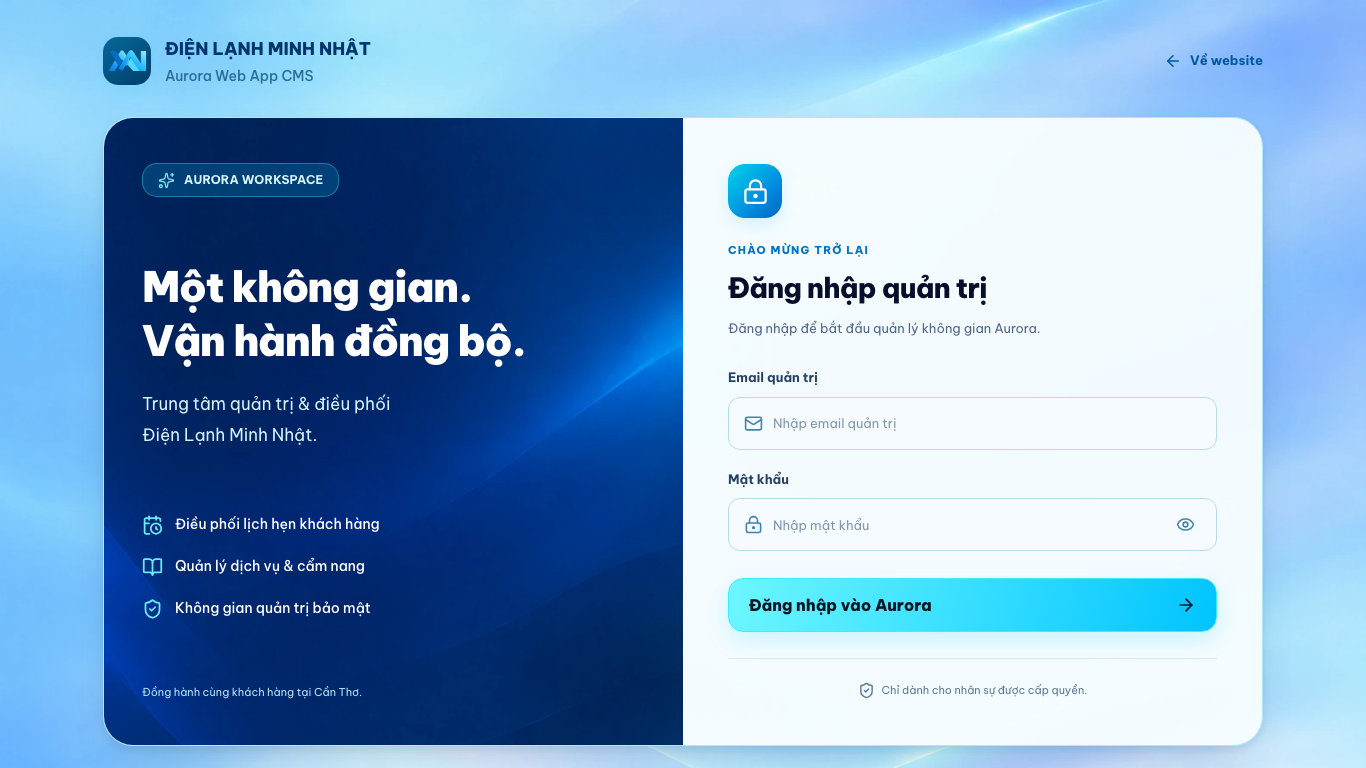 ĐIỆN LẠNH MINH NHẬT
Aurora Web App CMS
Về website
AURORA WORKSPACE
Một không gian.
Vận hành đồng bộ.
Trung tâm quản trị & điều phối
Điện Lạnh Minh Nhật.
Điều phối lịch hẹn khách hàng
Quản lý dịch vụ & cẩm nang
Không gian quản trị bảo mật
Đồng hành cùng khách hàng tại Cần Thơ.
CHÀO MỪNG TRỞ LẠI
Đăng nhập quản trị
Đăng nhập để bắt đầu quản lý không gian Aurora.
Email quản trị
Nhập email quản trị
Mật khẩu
Nhập mật khẩu
Đăng nhập vào Aurora
Chỉ dành cho nhân sự được cấp quyền.